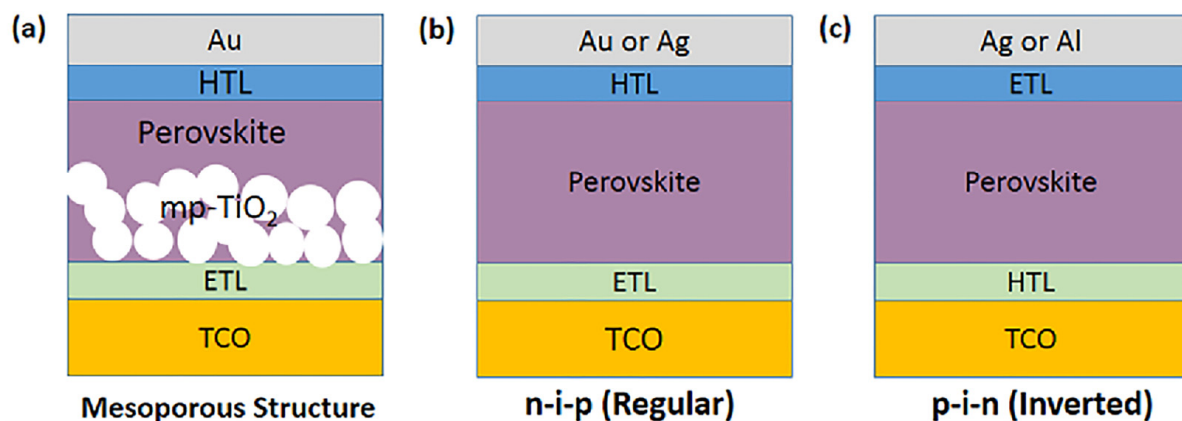 (a)
Au
HTL
Perovskite
mp-TiO₂
ETL
TCO
Mesoporous Structure
(b)
Au or Ag
HTL
Perovskite
ETL
TCO
n-i-p (Regular)
(c)
Ag or Al
ETL
Perovskite
HTL
TCO
p-i-n (Inverted)